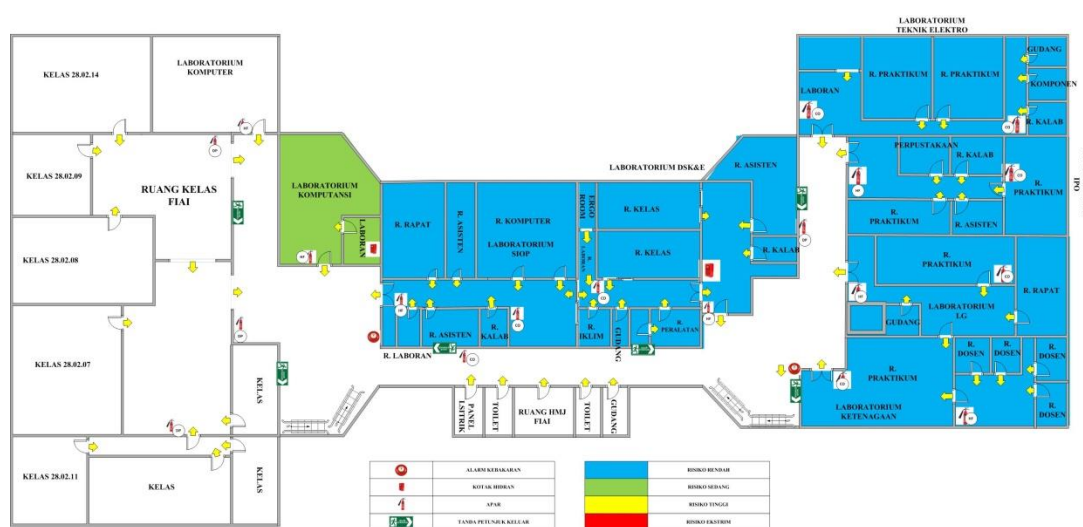 LABORATORIUM
TEKNIK ELEKTRO
KELAS 28.02.14
LABORATORIUM
KOMPUTER
LABORAN
R. PRAKTIKUM
R. PRAKTIKUM
GUDANG
KOMPONEN
R. KALAB
KELAS 28.02.09
RUANG KELAS
FIAI
LABORATORIUM
KOMPUTANSI
LABORAN
LABORATORIUM DSK&E
R. ASISTEN
PERPUSTAKAAN
R. KALAB
R.
PRAKTIKUM
IPO
R. RAPAT
R. ASISTEN
R. KOMPUTER
LABORATORIUM
SIOP
ERGO
ROOM
R. KELAS
R.
PRAKTIKUM
R.
ASISTEN
KELAS 28.02.08
R.
LABORAN
R. KELAS
R. KALAB
R.
PRAKTIKUM
R.
RAPAT
LABORATORIUM
LG
GUDANG
R. LABORAN
R.
ASISTEN
R.
KALAB
R.
IKLIM
GUDANG
R.
PERALATAN
KELAS 28.02.07
KELAS
R.
DOSEN
R.
DOSEN
R.
DOSEN
R.
PRAKTIKUM
LABORATORIUM
KETENAGAAN
R.
DOSEN
PANEL
LSTRIK
TOILET
RUANG HMJ
FIAI
TOILET
GUDANG
KELAS 28.02.11
KELAS
KELAS
ALARM KEBAKARAN
RISIKO RENDAH
KOTAK HIDRAN
RISIKO SEDANG
APAR
RISIKO TINGGI
TANDA PETUNJUK KELUAR
RISIKO EKSTRIM